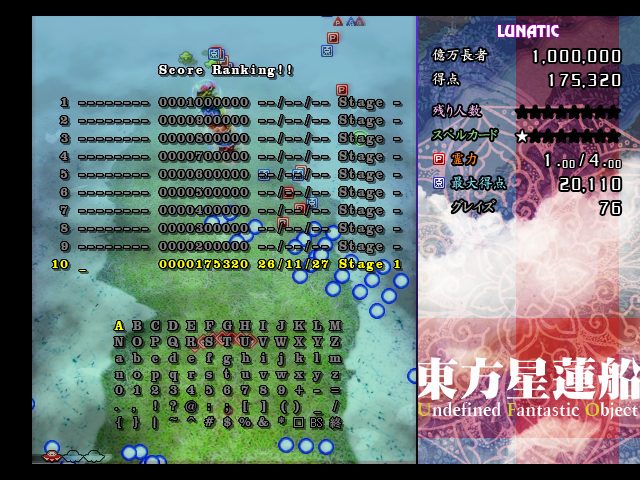 LUNATIC
億万長者 1,000,000
得点 175,320
残り人数
スペルカード
霊力 1.00/4.00
最大得点 20,110
グレイズ 76
Score Ranking!!
1 -------- 0001000000 --/--/-- Stage -
2 -------- 0000900000 --/--/-- Stage -
3 -------- 0000800000 --/--/-- Stage -
4 -------- 0000700000 --/--/-- Stage -
5 -------- 0000600000 --/--/-- Stage -
6 -------- 0000500000 --/--/-- Stage -
7 -------- 0000400000 --/--/-- Stage -
8 -------- 0000300000 --/--/-- Stage -
9 -------- 0000200000 --/--/-- Stage -
10 _ 0000175320 26/11/27 Stage 1
A B C D E F G H I J K L M
N O P Q R S T U V W X Y Z
a b c d e f g h i j k l m
n o p q r s t u v w x y z
0 1 2 3 4 5 6 7 8 9 + - =
. , ! ? @ : ; [ ] ( ) _ /
{ } | ~ ^ # $ % & * □ BS 終
東方星蓮船
Undefined Fantastic Object